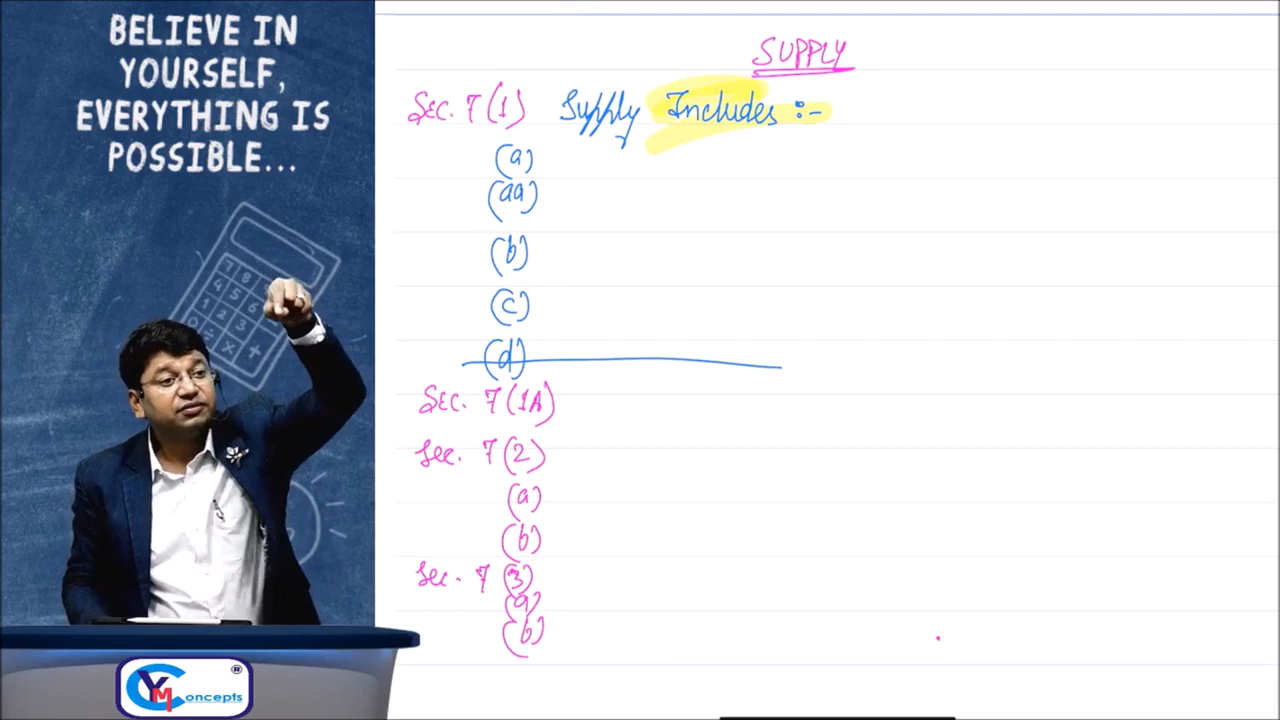 BELIEVE IN
YOURSELF,
EVERYTHING IS
POSSIBLE...
SUPPLY
Sec. 7(1) Supply Includes :-
(a)
(aa)
(b)
(c)
(d)
Sec. 7(1A)
Sec. 7(2)
(a)
(b)
Sec. 7(3)
(a)
(b)
YMConcepts ®